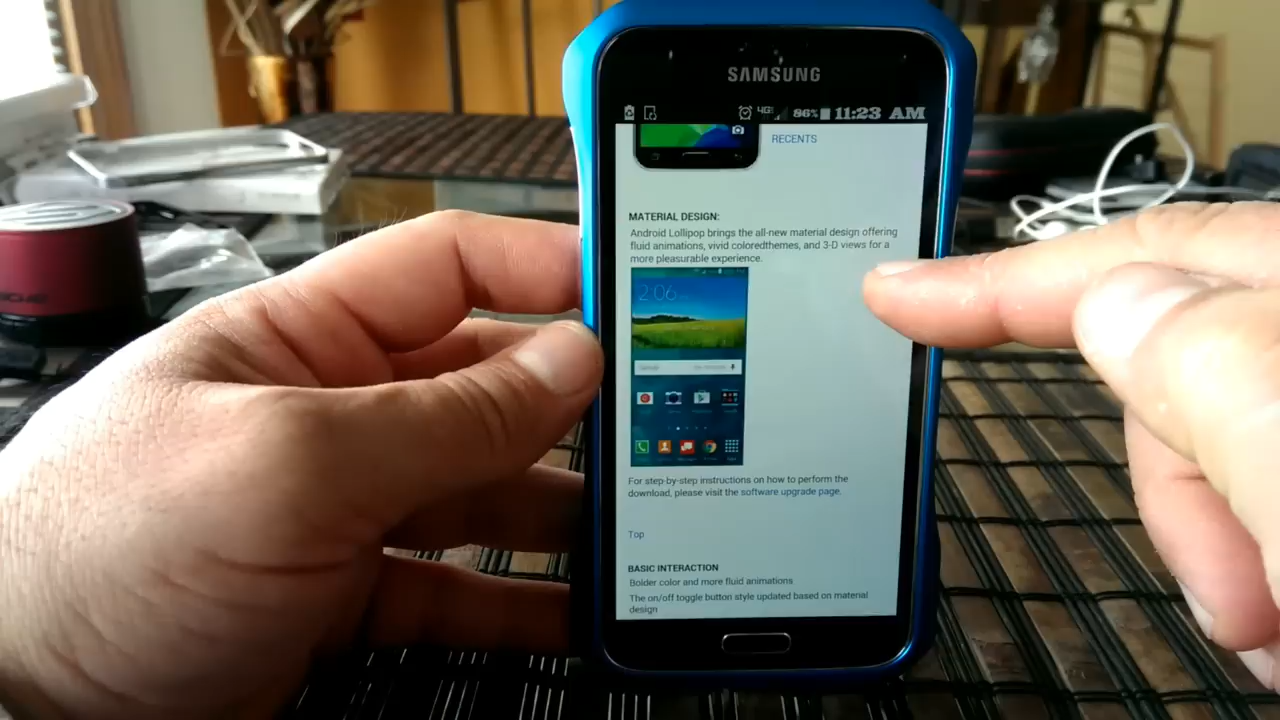 SAMSUNG
4G 86% 11:23 AM
RECENTS
MATERIAL DESIGN:
Android Lollipop brings the all-new material design offering
fluid animations, vivid coloredthemes, and 3-D views for a
more pleasurable experience.
2:06
For step-by-step instructions on how to perform the
download, please visit the software upgrade page.
Top
BASIC INTERACTION
Bolder color and more fluid animations
The on/off toggle button style updated based on material
design